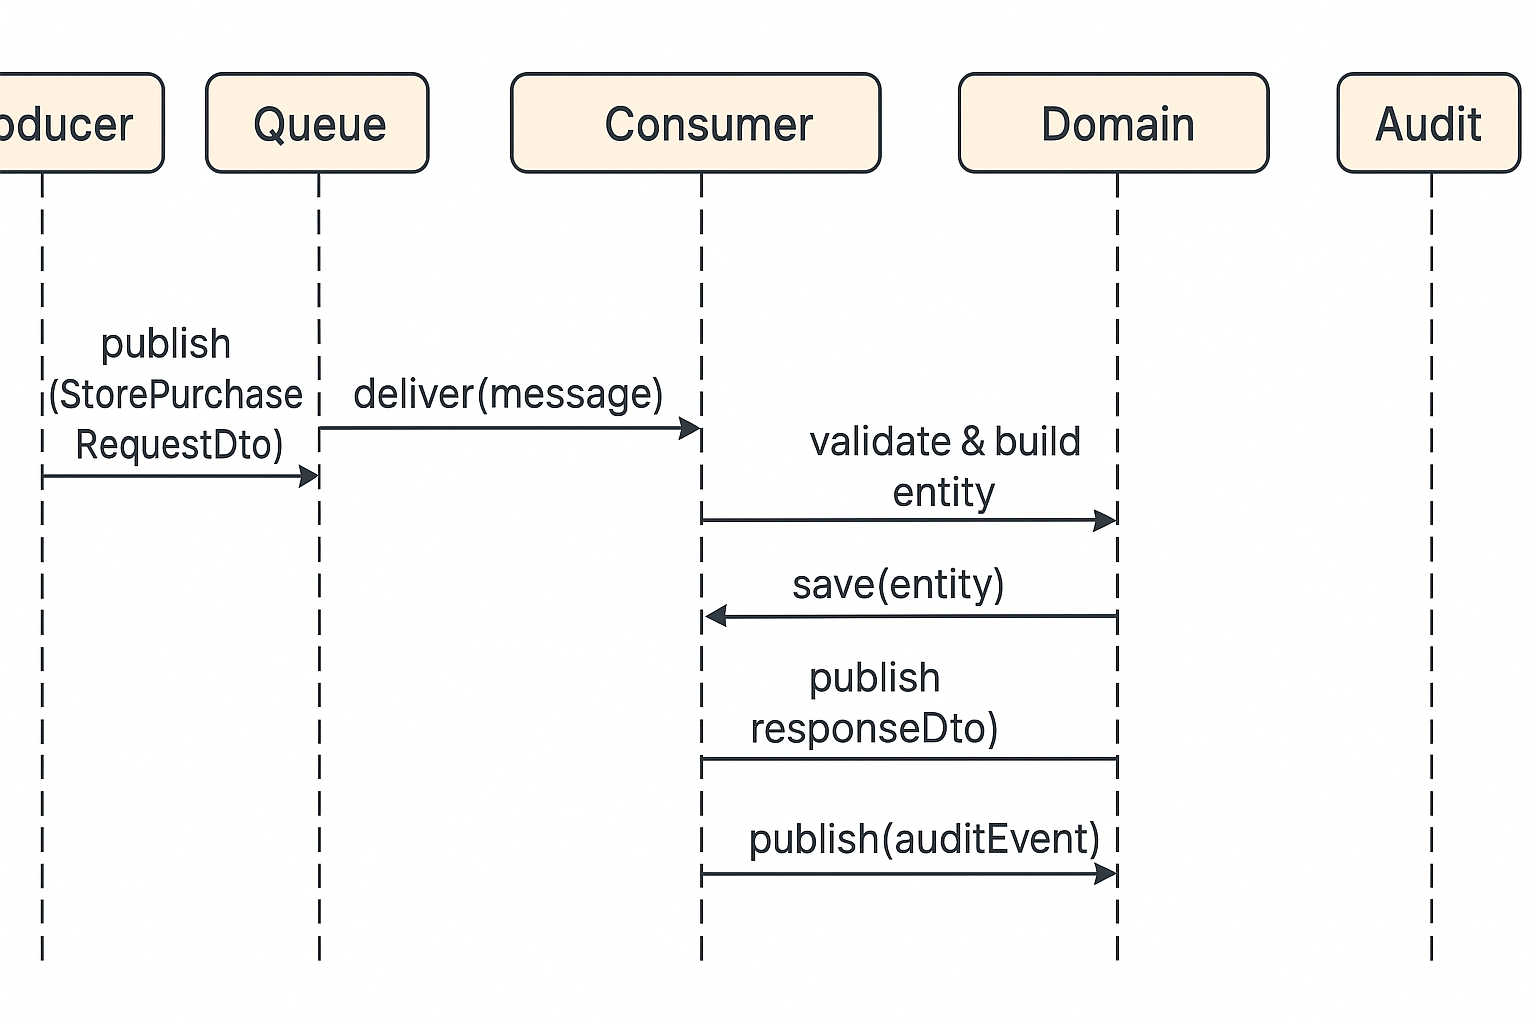 oducer
Queue
Consumer
Domain
Audit
publish
(StorePurchase
RequestDto)
deliver(message)
validate & build
entity
save(entity)
publish
responseDto)
publish(auditEvent)